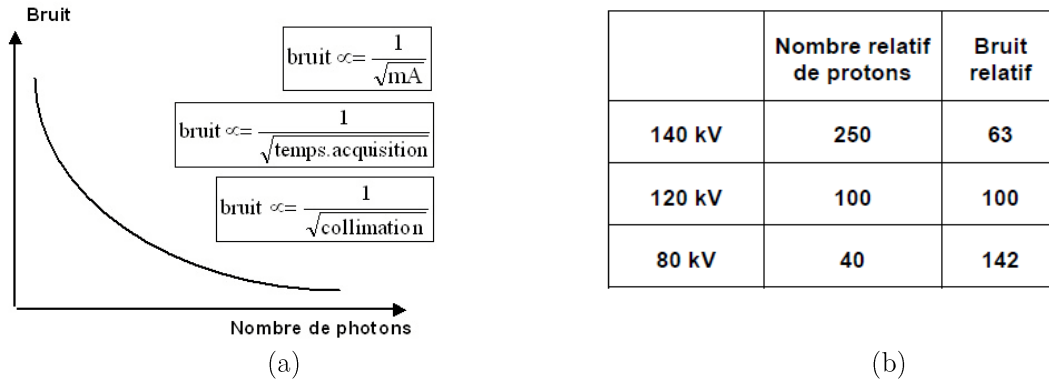 Bruit
bruit ∝= 1/√mA
bruit ∝= 1/√temps.acquisition
bruit ∝= 1/√collimation
Nombre de photons
(a)
Nombre relatif de protons
Bruit relatif
140 kV 250 63
120 kV 100 100
80 kV 40 142
(b)